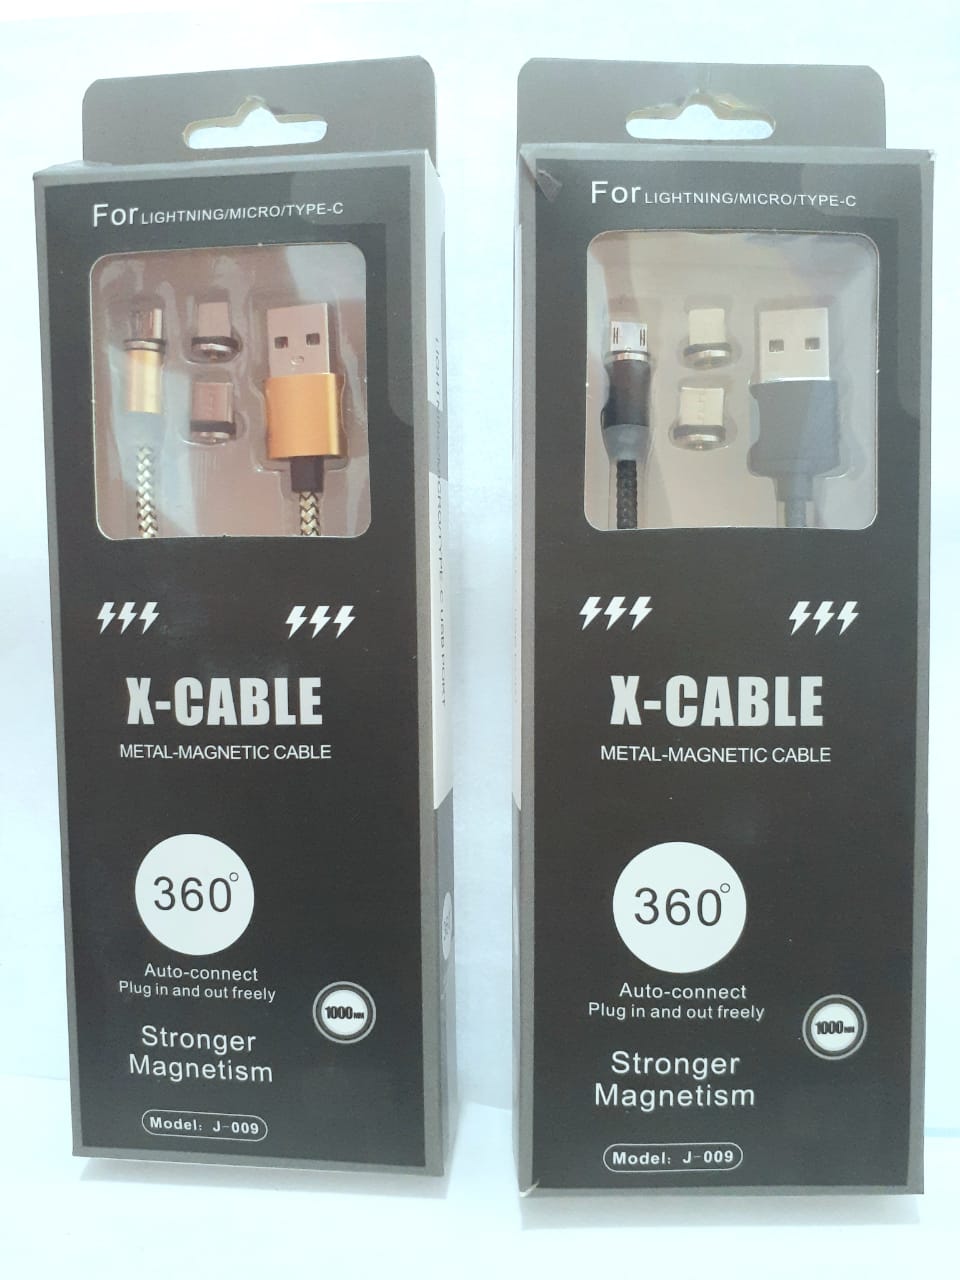 For LIGHTNING/MICRO/TYPE-C
X-CABLE
METAL-MAGNETIC CABLE
360°
Auto-connect
Plug in and out freely
1000MM
Stronger
Magnetism
Model: J-009
For LIGHTNING/MICRO/TYPE-C
X-CABLE
METAL-MAGNETIC CABLE
360°
Auto-connect
Plug in and out freely
1000MM
Stronger
Magnetism
Model: J-009